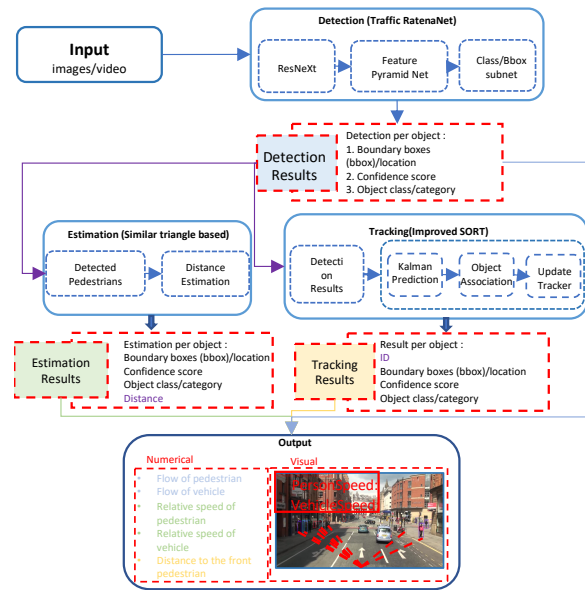 Detection (Traffic RatenaNet)
Input
images/video
ResNeXt
Feature
Pyramid Net
Class/Bbox
subnet
Detection
Results
Detection per object :
1. Boundary boxes
(bbox)/location
2. Confidence score
3. Object class/category
Estimation (Similar triangle based)
Detected
Pedestrians
Distance
Estimation
Tracking(Improved SORT)
Detecti
on
Results
Kalman
Prediction
Object
Association
Update
Tracker
Estimation
Results
Estimation per object :
Boundary boxes (bbox)/location
Confidence score
Object class/category
Distance
Tracking
Results
Result per object :
ID
Boundary boxes (bbox)/location
Confidence score
Object class/category
Output
Numerical
• Flow of pedestrian
• Flow of vehicle
• Relative speed of
pedestrian
• Relative speed of
vehicle
• Distance to the front
pedestrian
Visual
PersonSpeed:
VehicleSpeed: